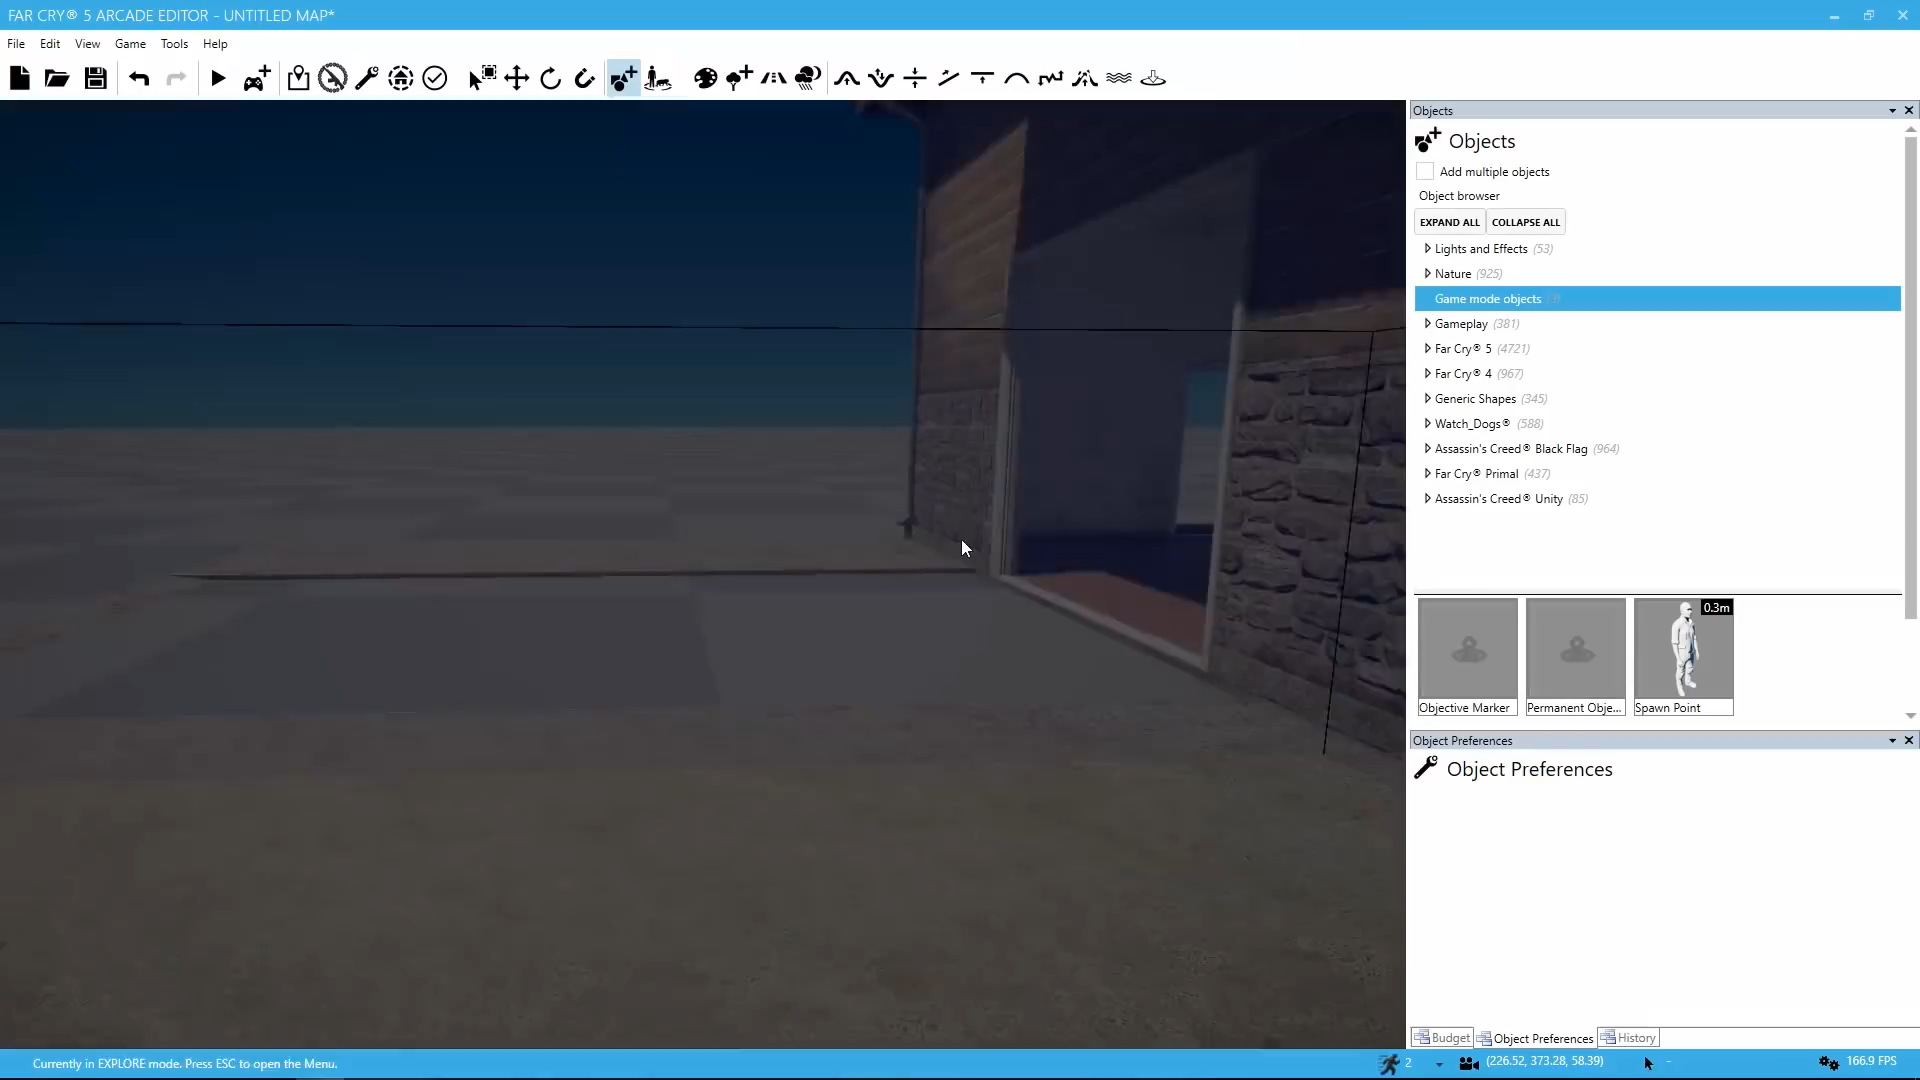 FAR CRY® 5 ARCADE EDITOR - UNTITLED MAP*
File Edit View Game Tools Help
Objects
Objects
Add multiple objects
Object browser
EXPAND ALL COLLAPSE ALL
Lights and Effects (53)
Nature (925)
Game mode objects (3)
Gameplay (381)
Far Cry® 5 (4721)
Far Cry® 4 (967)
Generic Shapes (345)
Watch_Dogs® (588)
Assassin's Creed® Black Flag (964)
Far Cry® Primal (437)
Assassin's Creed® Unity (85)
0.3m
Objective Marker Permanent Obje... Spawn Point
Object Preferences
Object Preferences
Budget Object Preferences History
Currently in EXPLORE mode. Press ESC to open the Menu. 2 (226.52, 373.28, 58.39) - 166.9 FPS